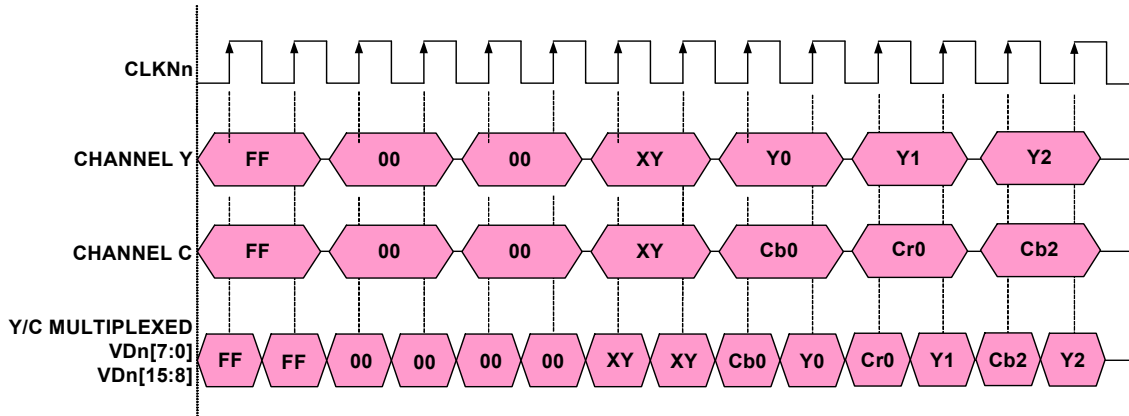 CLKNn
CHANNEL Y FF 00 00 XY Y0 Y1 Y2
CHANNEL C FF 00 00 XY Cb0 Cr0 Cb2
Y/C MULTIPLEXED
VDn[7:0]
VDn[15:8]
FF FF 00 00 00 00 XY XY Cb0 Y0 Cr0 Y1 Cb2 Y2